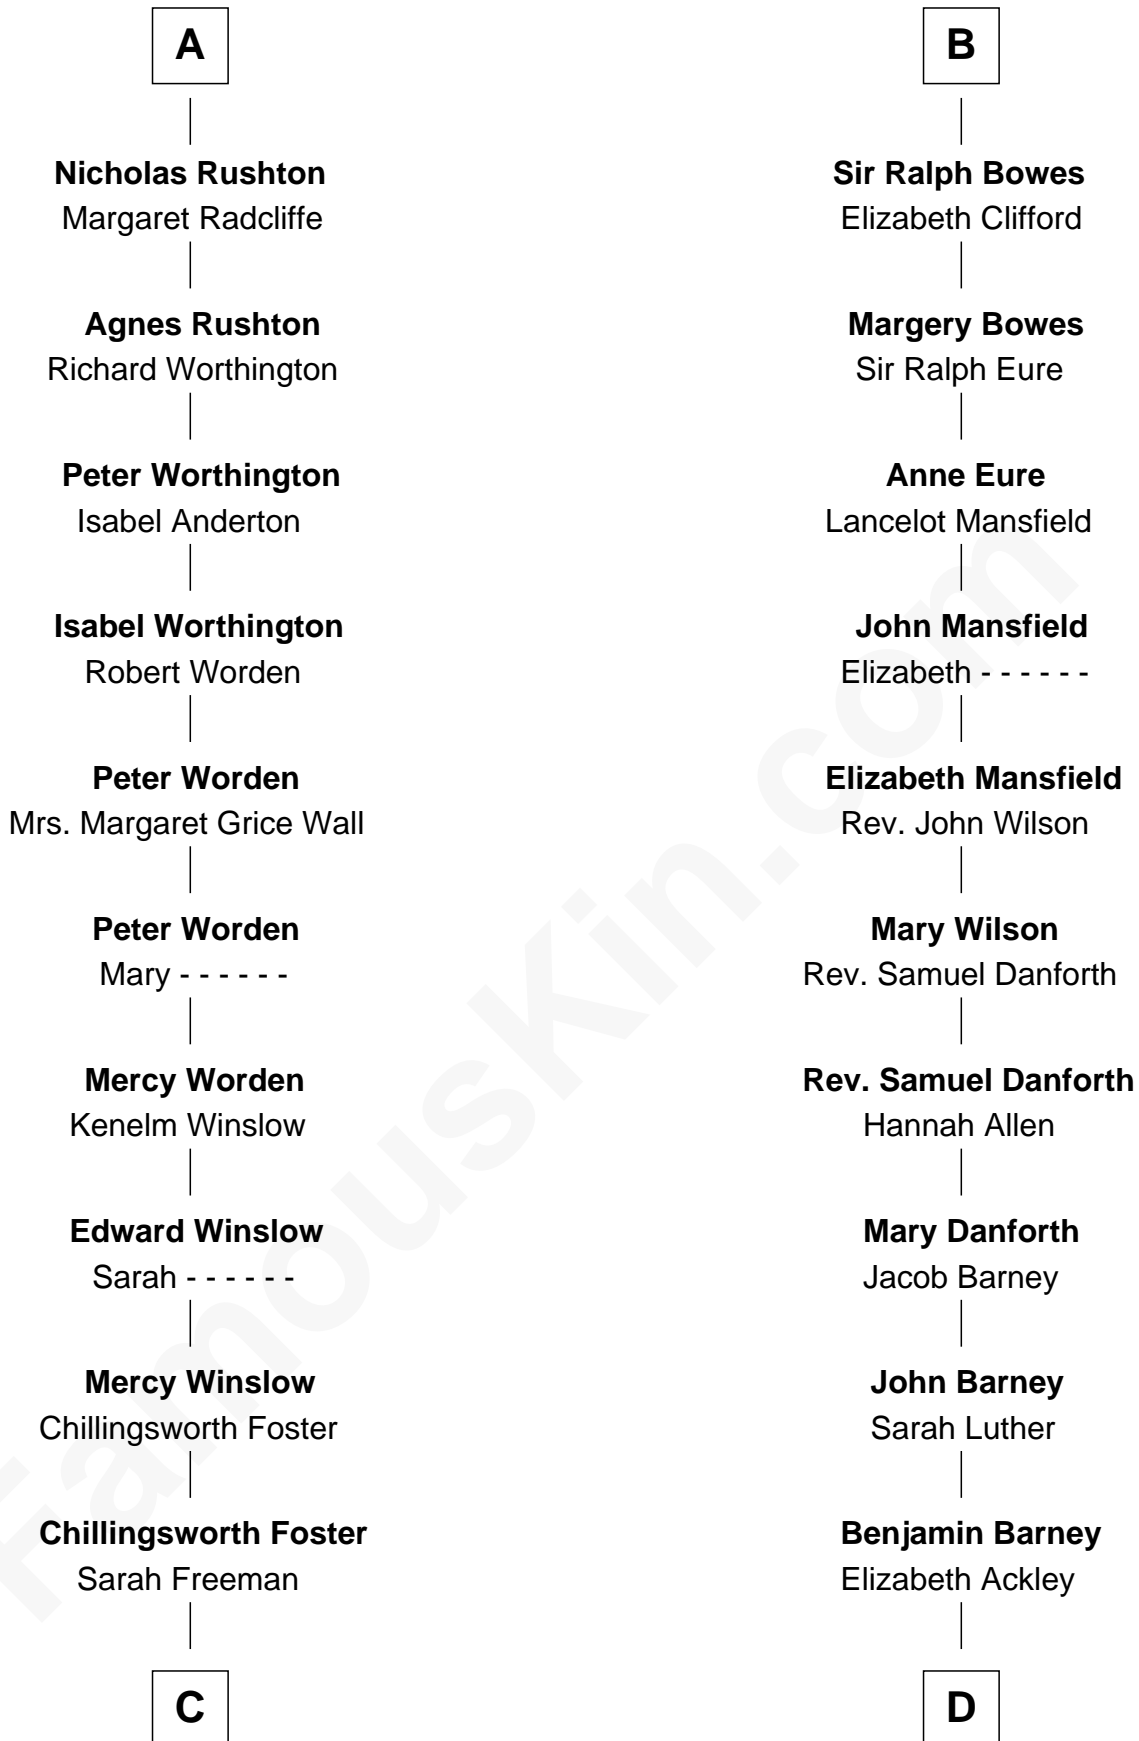 A
Nicholas Rushton
Margaret Radcliffe
Agnes Rushton
Richard Worthington
Peter Worthington
Isabel Anderton
Isabel Worthington
Robert Worden
Peter Worden
Mrs. Margaret Grice Wall
Peter Worden
Mary - - - - - -
Mercy Worden
Kenelm Winslow
Edward Winslow
Sarah - - - - - -
Mercy Winslow
Chillingsworth Foster
Chillingsworth Foster
Sarah Freeman
C
B
Sir Ralph Bowes
Elizabeth Clifford
Margery Bowes
Sir Ralph Eure
Anne Eure
Lancelot Mansfield
John Mansfield
Elizabeth - - - - - -
Elizabeth Mansfield
Rev. John Wilson
Mary Wilson
Rev. Samuel Danforth
Rev. Samuel Danforth
Hannah Allen
Mary Danforth
Jacob Barney
John Barney
Sarah Luther
Benjamin Barney
Elizabeth Ackley
D
FamousKin.com